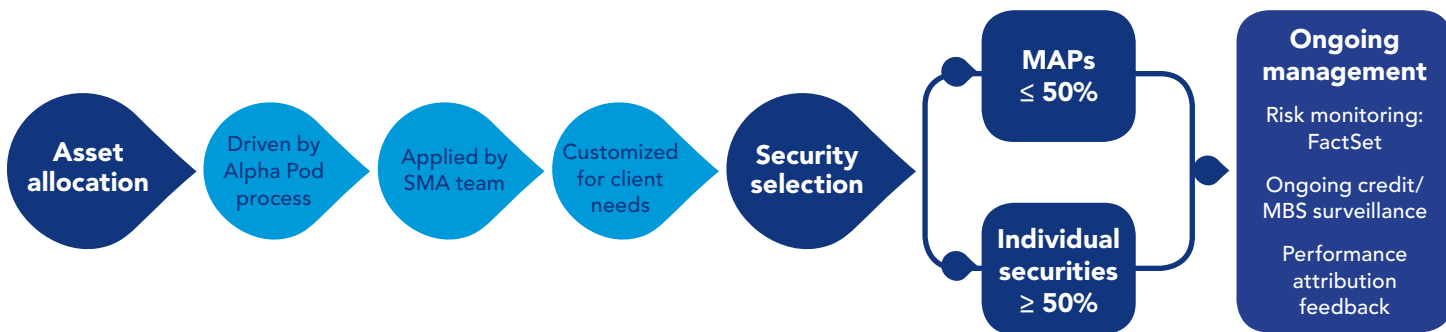 Asset
allocation
Driven by
Alpha Pod
process
Applied by
SMA team
Customized
for client
needs
Security
selection
MAPs
≤ 50%
Individual
securities
≥ 50%
Ongoing
management
Risk monitoring:
FactSet
Ongoing credit/
MBS surveillance
Performance
attribution
feedback